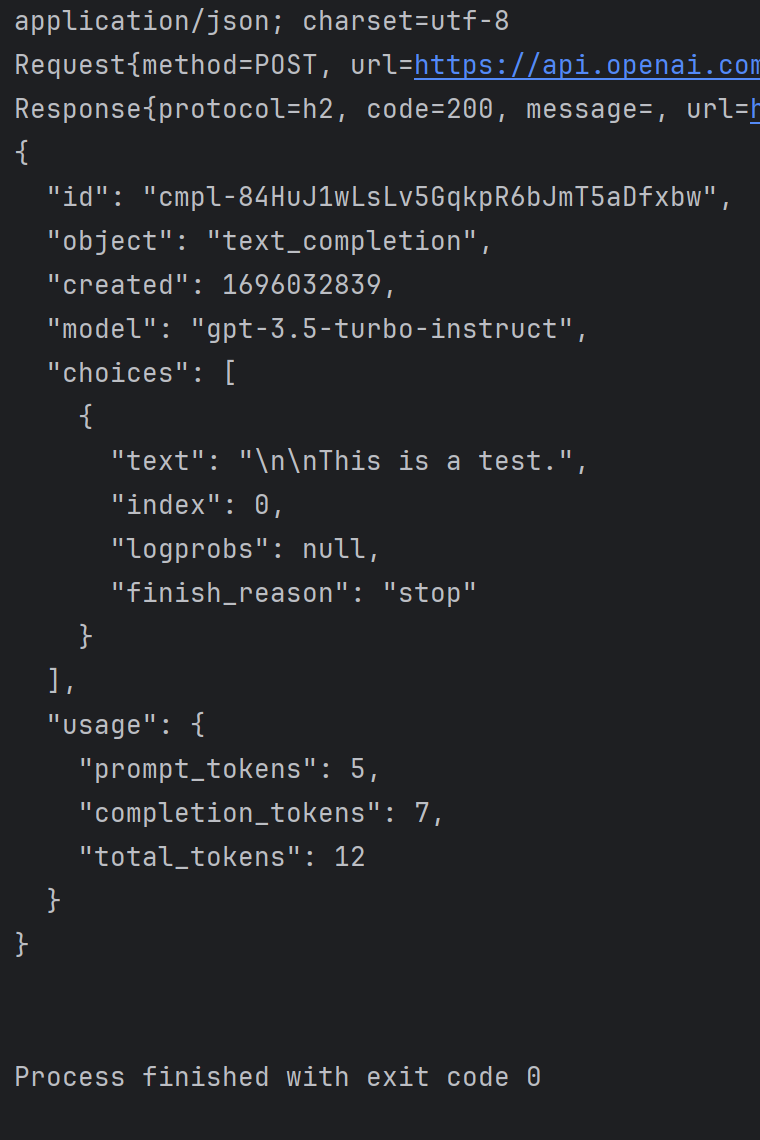 application/json; charset=utf-8
Request{method=POST, url=https://api.openai.com
Response{protocol=h2, code=200, message=, url=h
{
  "id": "cmpl-84HuJ1wLsLv5GqkpR6bJmT5aDfxbw",
  "object": "text_completion",
  "created": 1696032839,
  "model": "gpt-3.5-turbo-instruct",
  "choices": [
    {
      "text": "\n\nThis is a test.",
      "index": 0,
      "logprobs": null,
      "finish_reason": "stop"
    }
  ],
  "usage": {
    "prompt_tokens": 5,
    "completion_tokens": 7,
    "total_tokens": 12
  }
}
Process finished with exit code 0